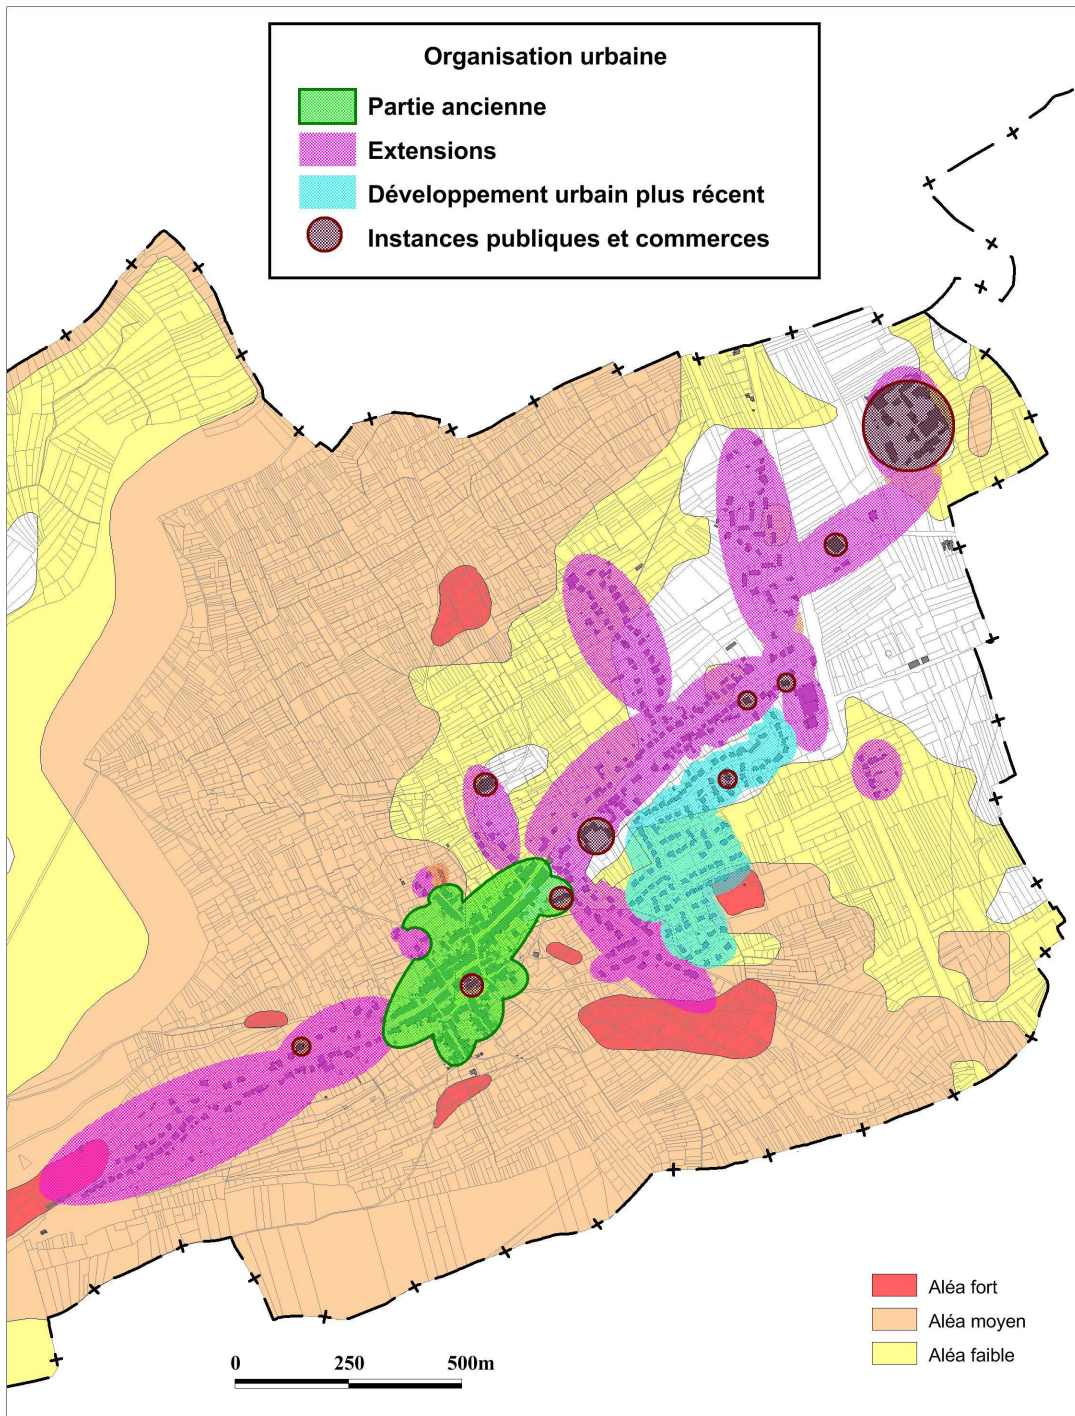 Organisation urbaine
Partie ancienne
Extensions
Développement urbain plus récent
Instances publiques et commerces
Aléa fort
Aléa moyen
Aléa faible
0 250 500m